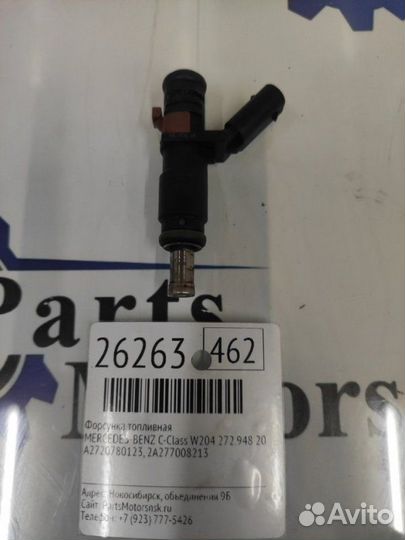 Parts
Motors
26263 462
Форсунка топливная
MERCEDES-BENZ C-Class W204 272 948 20
A2720780123, 2A277008213
Адрес: Новосибирск, объединения 9Б
Сайт: PartsMotorsnsk.ru
Телефон: +7 (923) 777-5426
Avito